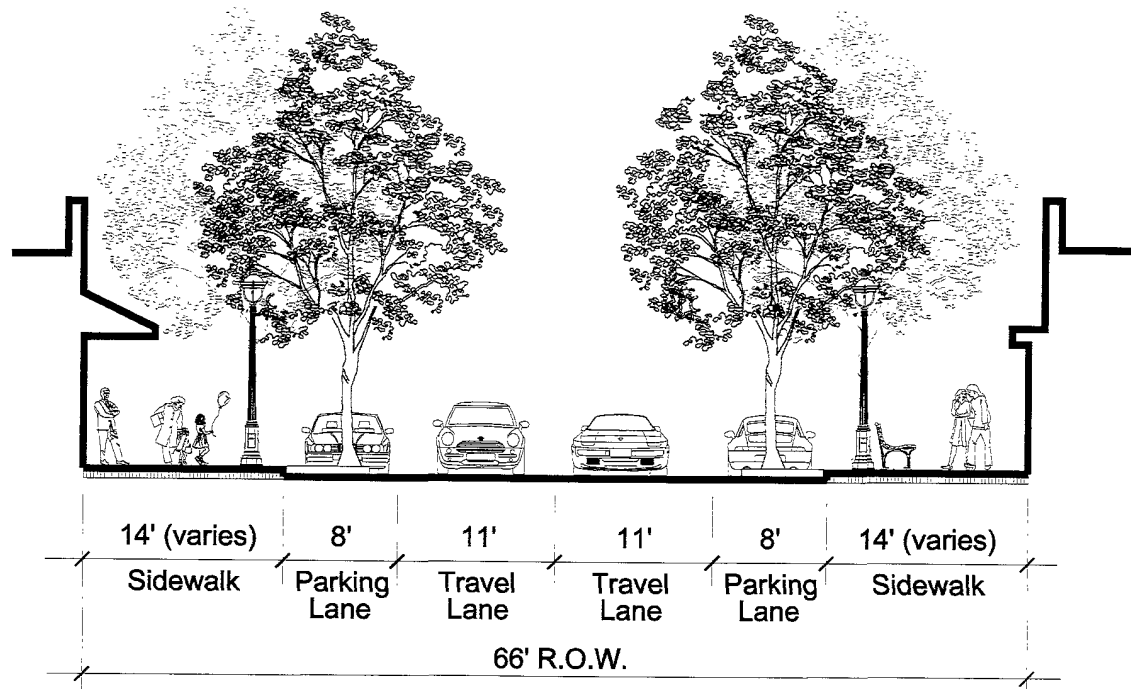 14' (varies) 8' 11' 11' 8' 14' (varies)
Sidewalk Parking Lane Travel Lane Travel Lane Parking Lane Sidewalk
66' R.O.W.